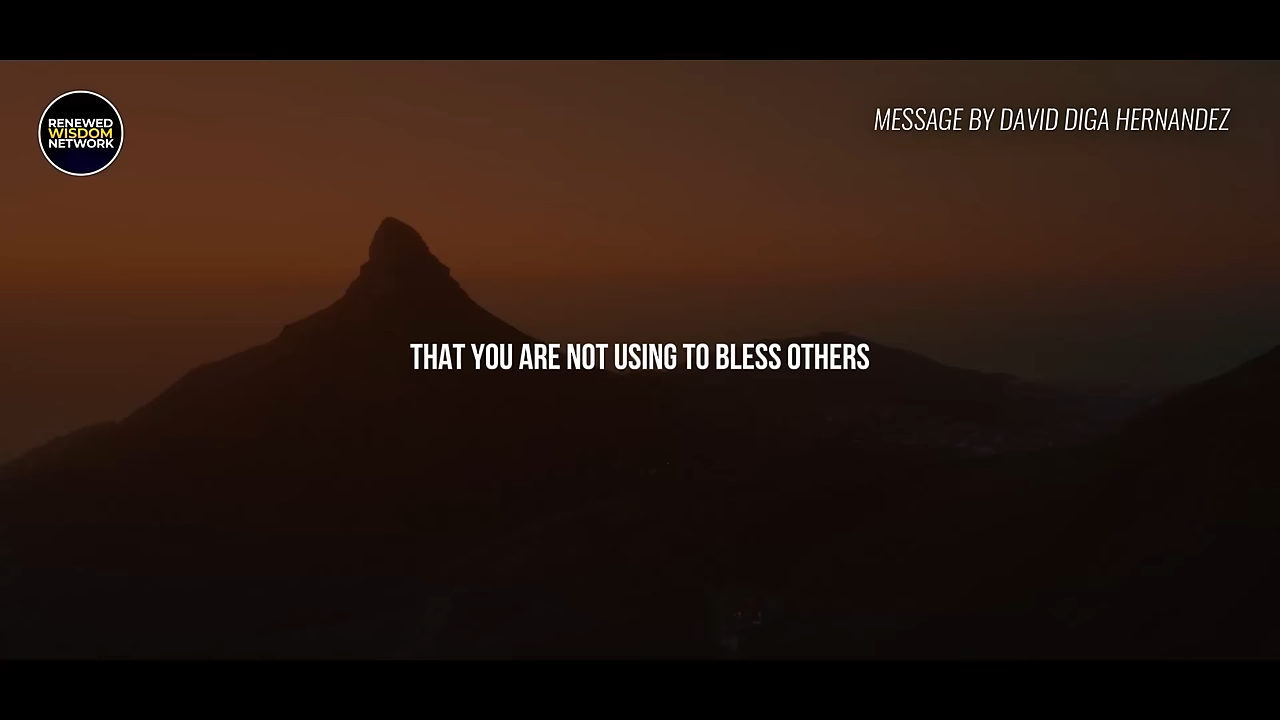 RENEWED
WISDOM
NETWORK
MESSAGE BY DAVID DIGA HERNANDEZ
THAT YOU ARE NOT USING TO BLESS OTHERS